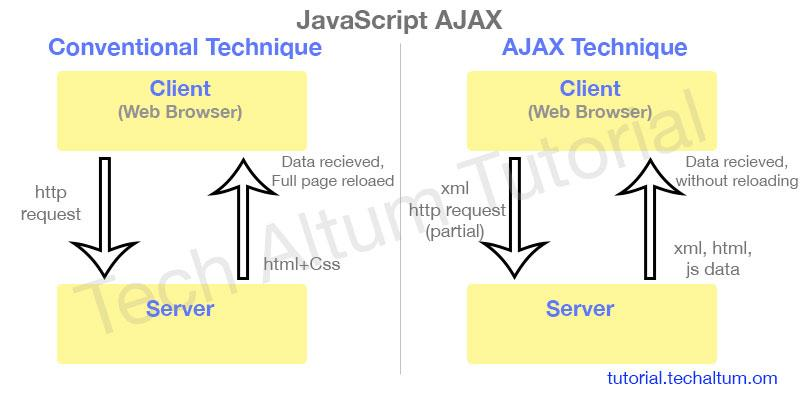 JavaScript AJAX
Conventional Technique
Client
(Web Browser)
http
request
Data recieved,
Full page reloaed
html+Css
Server
AJAX Technique
Client
(Web Browser)
xml
http request
(partial)
Data recieved,
without reloading
xml, html,
js data
Server
Tech Altum Tutorial
tutorial.techaltum.om